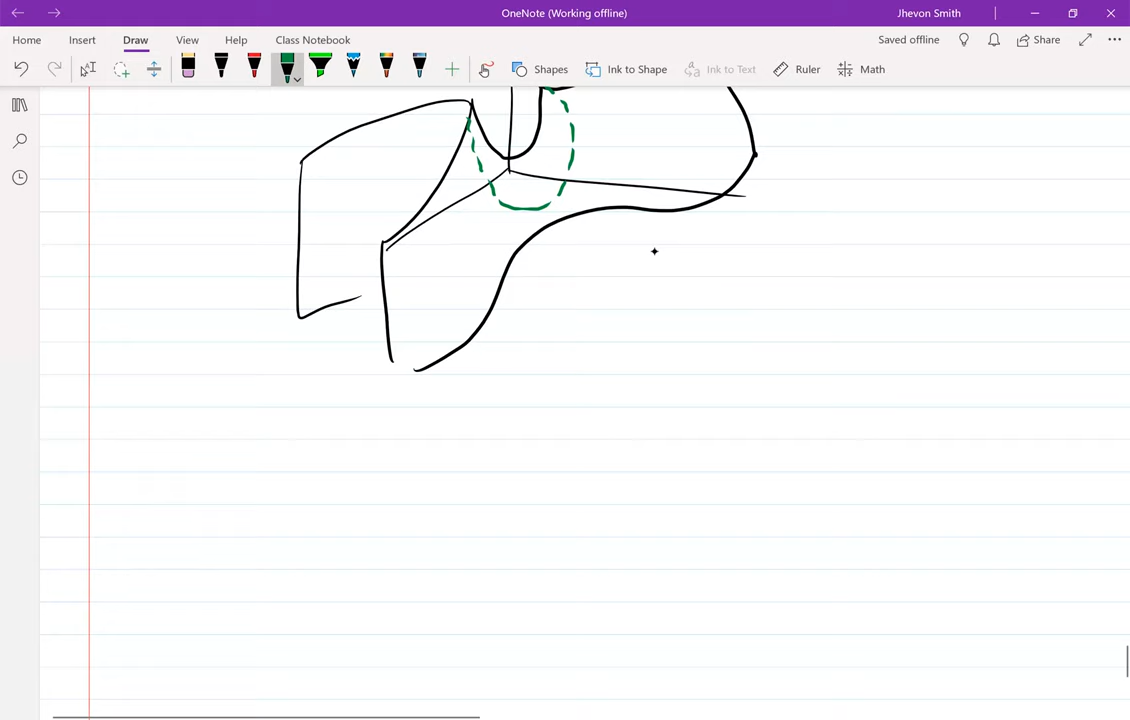 OneNote (Working offline)
Jhevon Smith
Home Insert Draw View Help Class Notebook
Saved offline
Share
Shapes
Ink to Shape
Ink to Text
Ruler
Math